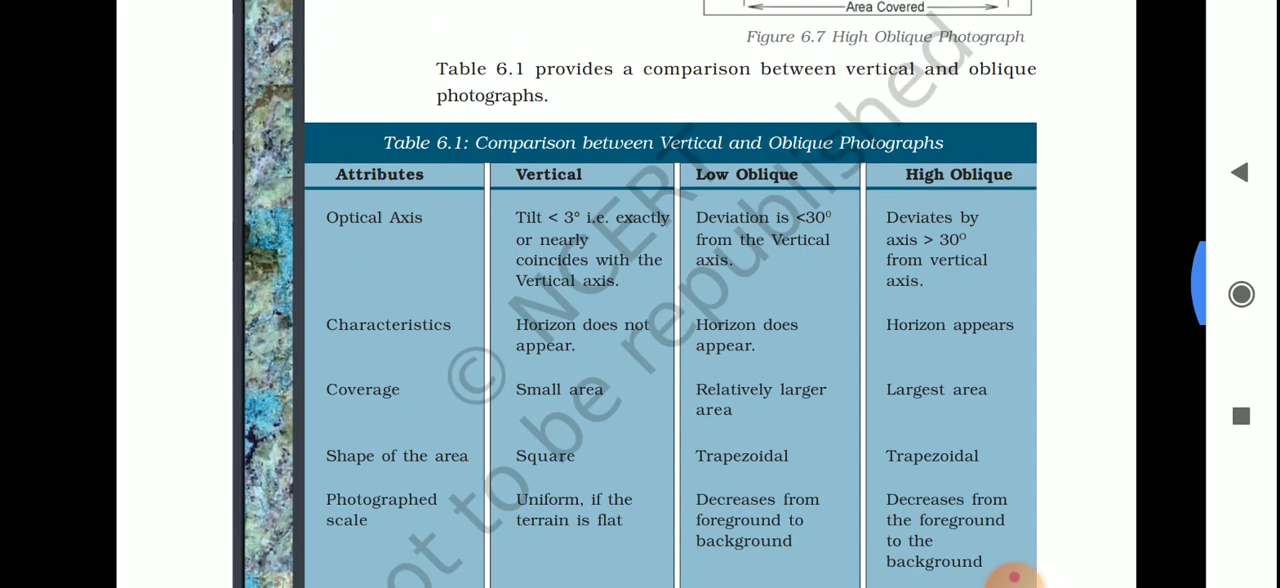 Area Covered
Figure 6.7 High Oblique Photograph
Table 6.1 provides a comparison between vertical and oblique
photographs.
Table 6.1: Comparison between Vertical and Oblique Photographs
Attributes
Vertical
Low Oblique
High Oblique
Optical Axis
Tilt < 3° i.e. exactly
or nearly
coincides with the
Vertical axis.
Deviation is <30⁰
from the Vertical
axis.
Deviates by
axis > 30⁰
from vertical
axis.
Characteristics
Horizon does not
appear.
Horizon does
appear.
Horizon appears
Coverage
Small area
Relatively larger
area
Largest area
Shape of the area
Square
Trapezoidal
Trapezoidal
Photographed
scale
Uniform, if the
terrain is flat
Decreases from
foreground to
background
Decreases from
the foreground
to the
background
© NCERT
not to be republished